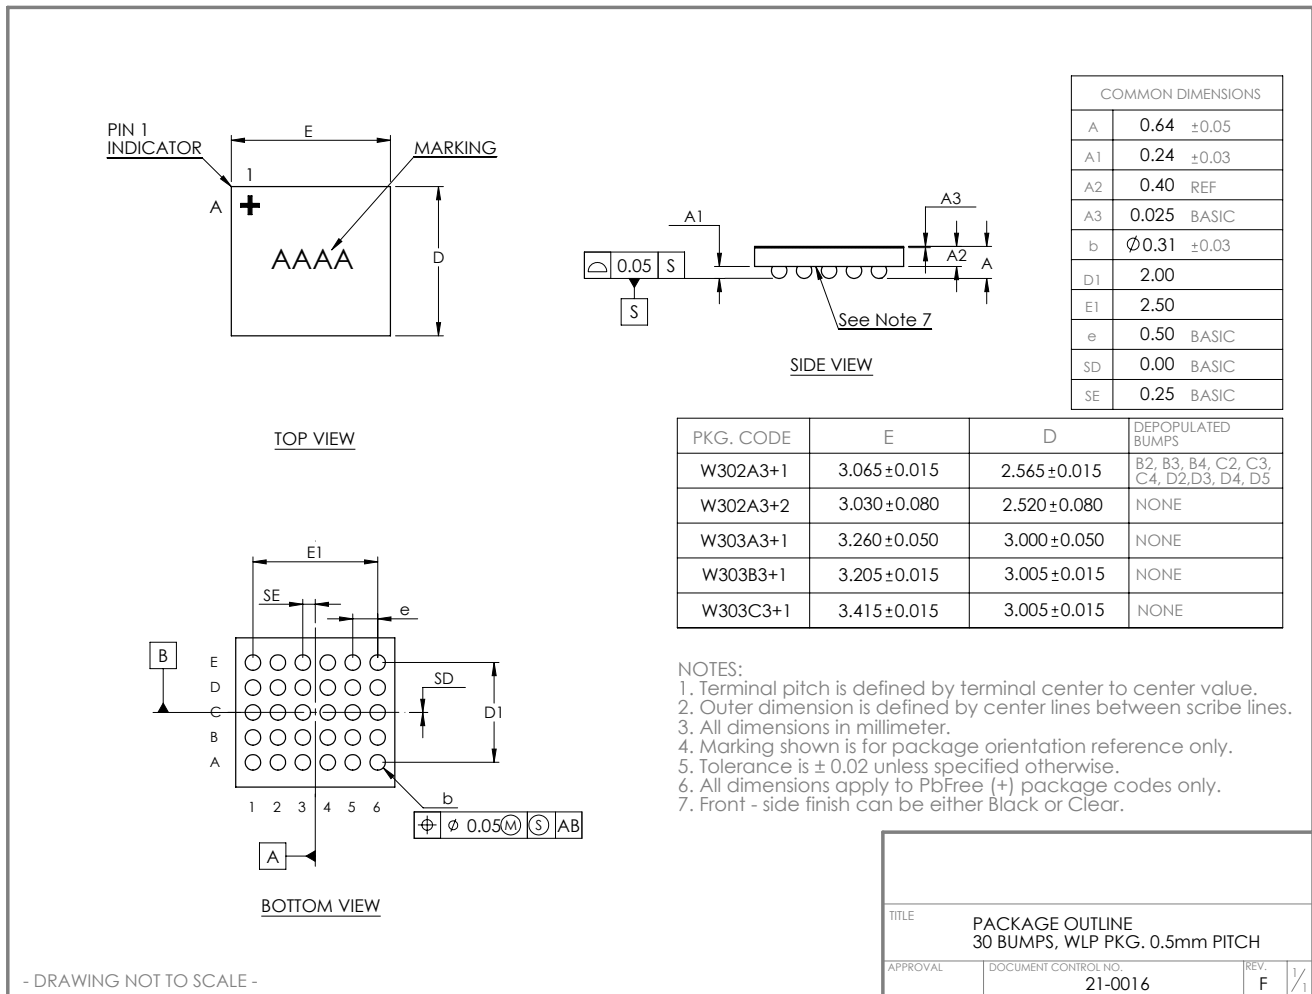 PIN 1
INDICATOR
E
MARKING
1
A
AAAA
D
TOP VIEW
A1
A3
A2
A
⌓ 0.05 S
S
See Note 7
SIDE VIEW
COMMON DIMENSIONS
A 0.64 ±0.05
A1 0.24 ±0.03
A2 0.40 REF
A3 0.025 BASIC
b Ø0.31 ±0.03
D1 2.00
E1 2.50
e 0.50 BASIC
SD 0.00 BASIC
SE 0.25 BASIC
PKG. CODE E D DEPOPULATED
BUMPS
W302A3+1 3.065±0.015 2.565±0.015 B2, B3, B4, C2, C3,
C4, D2,D3, D4, D5
W302A3+2 3.030±0.080 2.520±0.080 NONE
W303A3+1 3.260±0.050 3.000±0.050 NONE
W303B3+1 3.205±0.015 3.005±0.015 NONE
W303C3+1 3.415±0.015 3.005±0.015 NONE
E1
SE
e
B
E
D
C
B
A
SD
D1
1 2 3 4 5 6
b
⌖ ø 0.05Ⓜ Ⓢ AB
A
BOTTOM VIEW
NOTES:
1. Terminal pitch is defined by terminal center to center value.
2. Outer dimension is defined by center lines between scribe lines.
3. All dimensions in millimeter.
4. Marking shown is for package orientation reference only.
5. Tolerance is ± 0.02 unless specified otherwise.
6. All dimensions apply to PbFree (+) package codes only.
7. Front - side finish can be either Black or Clear.
TITLE
PACKAGE OUTLINE
30 BUMPS, WLP PKG. 0.5mm PITCH
APPROVAL
DOCUMENT CONTROL NO.
21-0016
REV.
F
1/1
- DRAWING NOT TO SCALE -